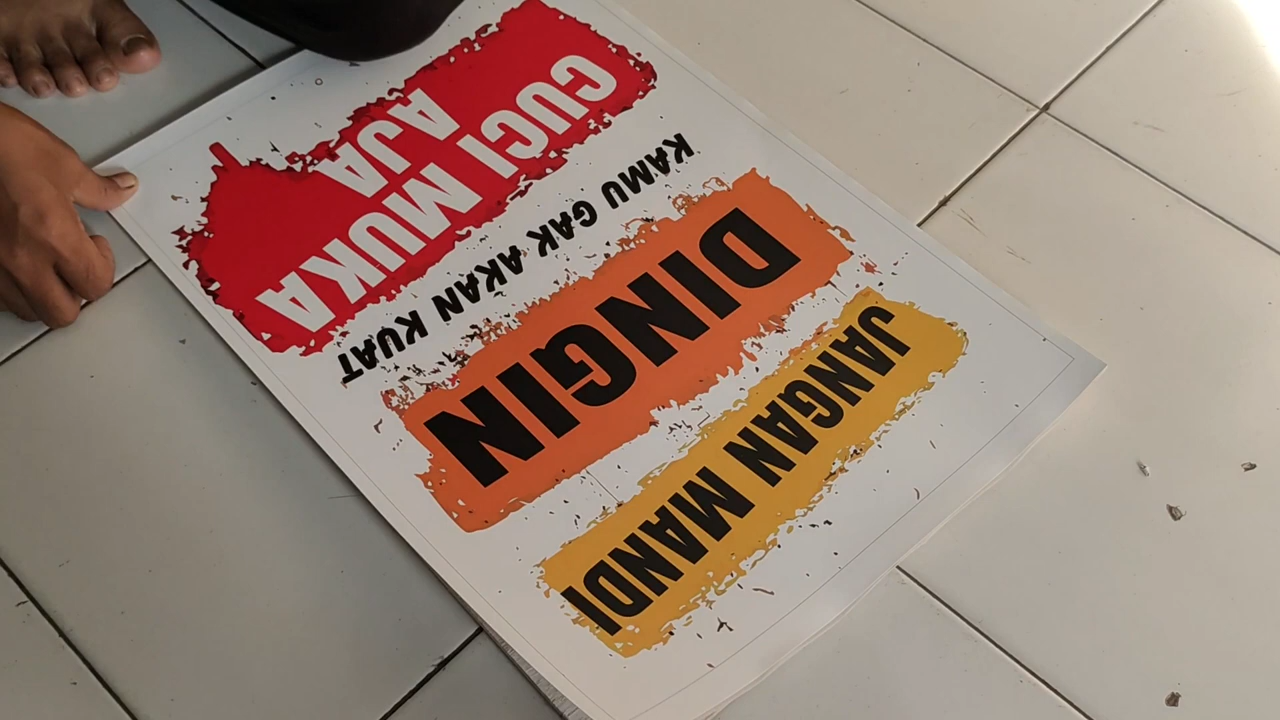 JANGAN MANDI
DINGIN
KAMU GAK AKAN KUAT
CUCI MUKA
AJA